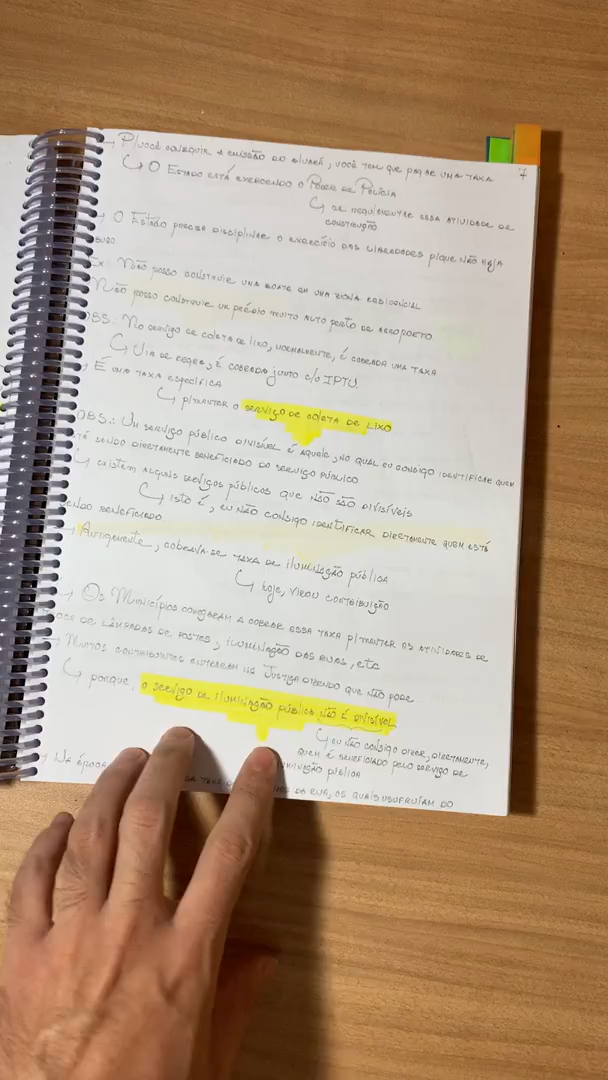 → P/ você conseguir a emissão do alvará, você tem que pagar uma taxa
7
↳ O Estado está exercendo o Poder de Polícia
↳ de requerimentar essa atividade de
construção
→ O Estado precisa disciplinar o exercício das liberdades p/ que não haja
Ex: Não posso construir uma boate em uma zona residencial
Não posso construir um prédio muito alto perto de aeroporto
OBS: No serviço de coleta de lixo, normalmente, é cobrada uma taxa
↳ Via de regra, é cobrada junto c/ o IPTU
→ É uma taxa específica
↳ p/ manter o serviço de coleta de lixo
OBS.: Um serviço público divisível é aquele, no qual eu consigo identificar quem
está sendo diretamente beneficiado do serviço público
↳ existem alguns serviços públicos que não são divisíveis
↳ isto é, eu não consigo identificar diretamente quem está
sendo beneficiado
→ Antigamente, cobrava-se taxa de iluminação pública
↳ hoje, virou contribuição
→ Os Municípios começaram a cobrar essa taxa p/ manter as atividades de
troca de lâmpadas de postes, iluminação das ruas, etc
→ Muitos contribuintes entraram na Justiça dizendo que não pode
↳ porque, o serviço de iluminação pública não é divisível
↳ eu não consigo dizer, diretamente,
quem é beneficiado pelo serviço de
iluminação pública
→ Na época
da taxa da rua, os quais usufruíam do